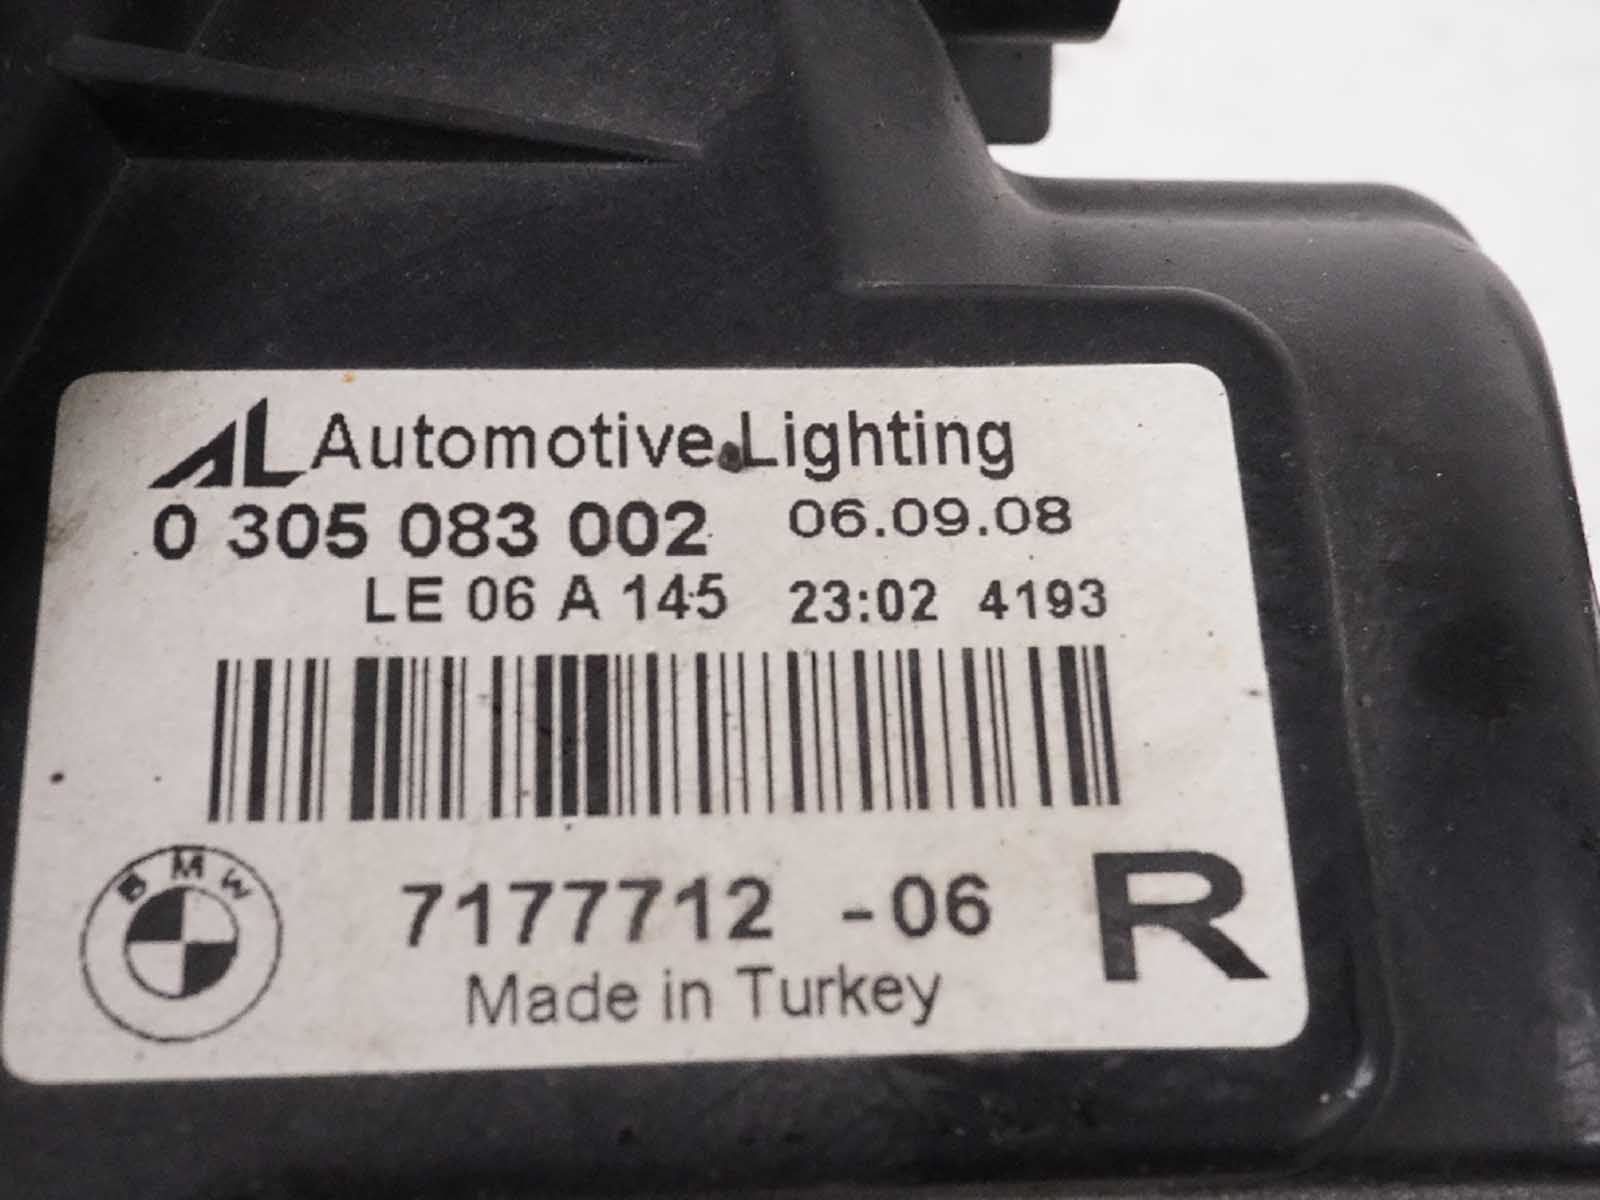 AL Automotive Lighting
0 305 083 002 06.09.08
LE 06 A 145 23:02 4193
BMW
7177712 -06 R
Made in Turkey